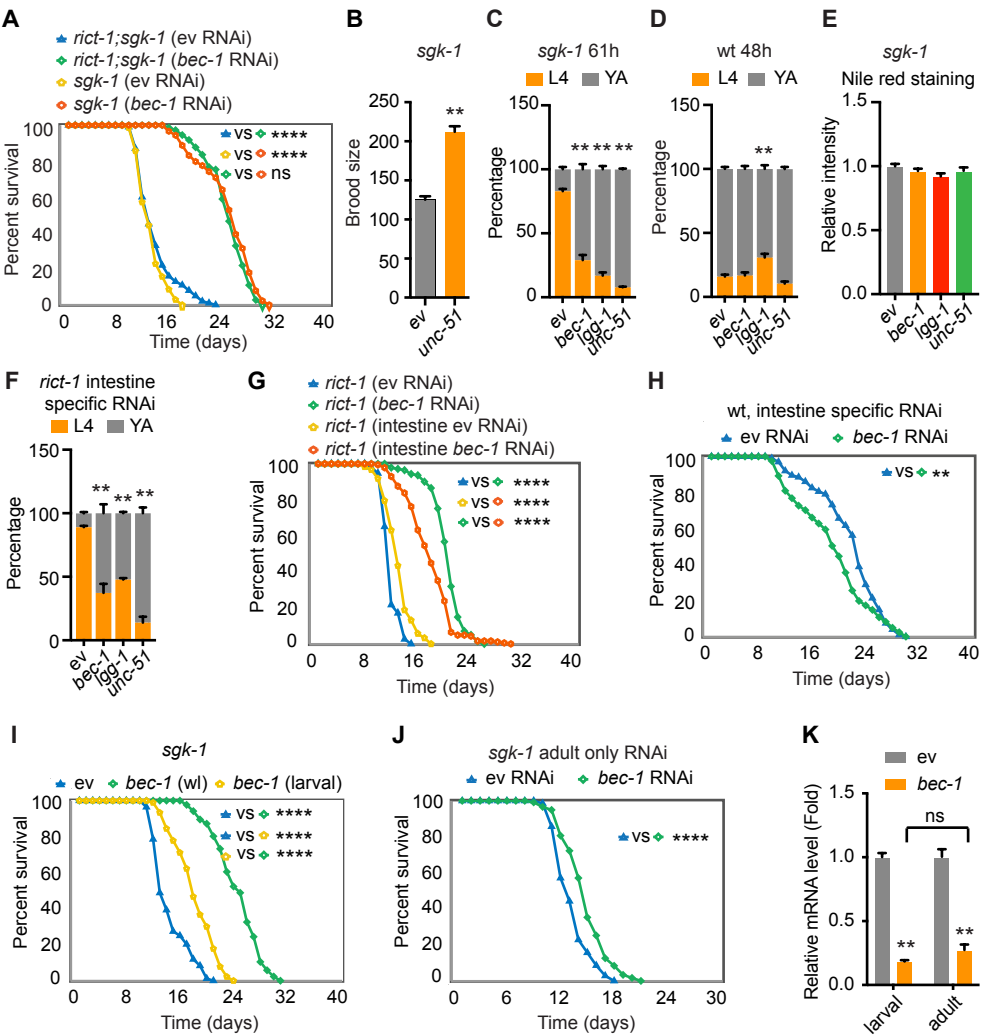 A
rict-1;sgk-1 (ev RNAi)
rict-1;sgk-1 (bec-1 RNAi)
sgk-1 (ev RNAi)
sgk-1 (bec-1 RNAi)
Percent survival
100
80
60
40
20
0
vs ****
vs ****
vs ns
0 8 16 24 32 40
Time (days)
B
sgk-1
Brood size
250
200
150
100
50
0
**
ev
unc-51
C
sgk-1 61h
L4 YA
Percentage
150
100
50
0
** ** **
ev
bec-1
lgg-1
unc-51
D
wt 48h
L4 YA
Percentage
150
100
50
0
**
ev
bec-1
lgg-1
unc-51
E
sgk-1
Nile red staining
Relative intensity
1.5
1.0
0.5
0.0
ev
bec-1
lgg-1
unc-51
F
rict-1 intestine
specific RNAi
L4 YA
Percentage
150
100
50
0
** ** **
ev
bec-1
lgg-1
unc-51
G
rict-1 (ev RNAi)
rict-1 (bec-1 RNAi)
rict-1 (intestine ev RNAi)
rict-1 (intestine bec-1 RNAi)
Percent survival
100
80
60
40
20
0
vs ****
vs ****
vs ****
0 8 16 24 32 40
Time (days)
H
wt, intestine specific RNAi
ev RNAi bec-1 RNAi
Percent survival
100
80
60
40
20
0
vs **
0 8 16 24 32 40
Time (days)
I
sgk-1
ev bec-1 (wl) bec-1 (larval)
Percent survival
100
80
60
40
20
0
vs ****
vs ****
vs ****
0 8 16 24 32 40
Time (days)
J
sgk-1 adult only RNAi
ev RNAi bec-1 RNAi
Percent survival
100
80
60
40
20
0
vs ****
0 6 12 18 24 30
Time (days)
K
ev
bec-1
Relative mRNA level (Fold)
1.5
1.0
0.5
0.0
ns
** **
larval
adult